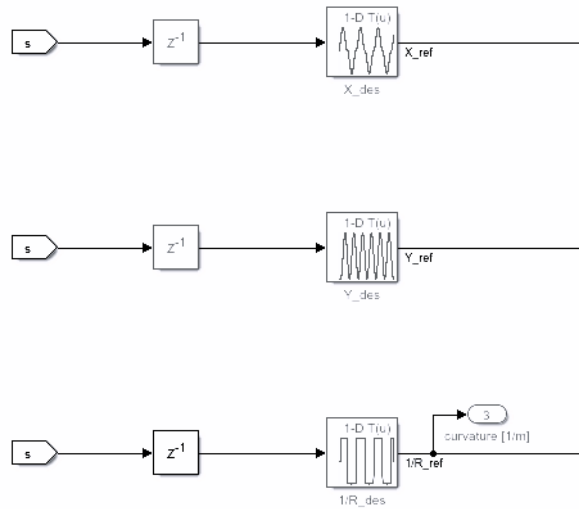 1-D T(u)
s
z-1
X_ref
X_des
1-D T(u)
s
z-1
Y_ref
Y_des
1-D T(u)
3
curvature [1/m]
s
z-1
1/R_ref
1/R_des